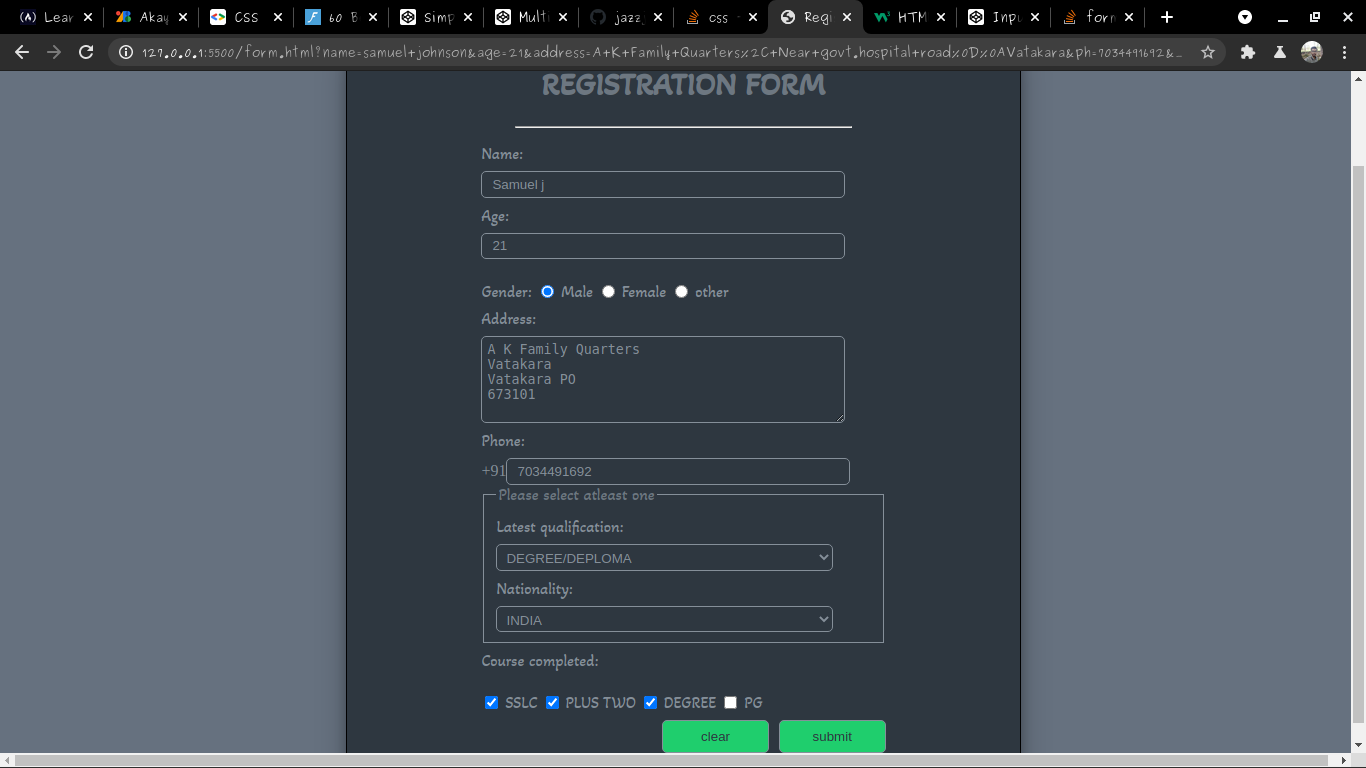 Lear
Akay
CSS
60 B
Simp
Multi
jazz_
css -
Regi
HTM
Inpu
forn
127.0.0.1:5500/form.html?name=samuel+johnson&age=21&address=A+K+Family+Quarters%2C+Near+govt.hospital+road%0D%0AVatakara&ph=7034491692&_
REGISTRATION FORM
Name:
Samuel j
Age:
21
Gender: Male Female other
Address:
A K Family Quarters
Vatakara
Vatakara PO
673101
Phone:
+91 7034491692
Please select atleast one
Latest qualification:
DEGREE/DEPLOMA
Nationality:
INDIA
Course completed:
SSLC PLUS TWO DEGREE PG
clear submit